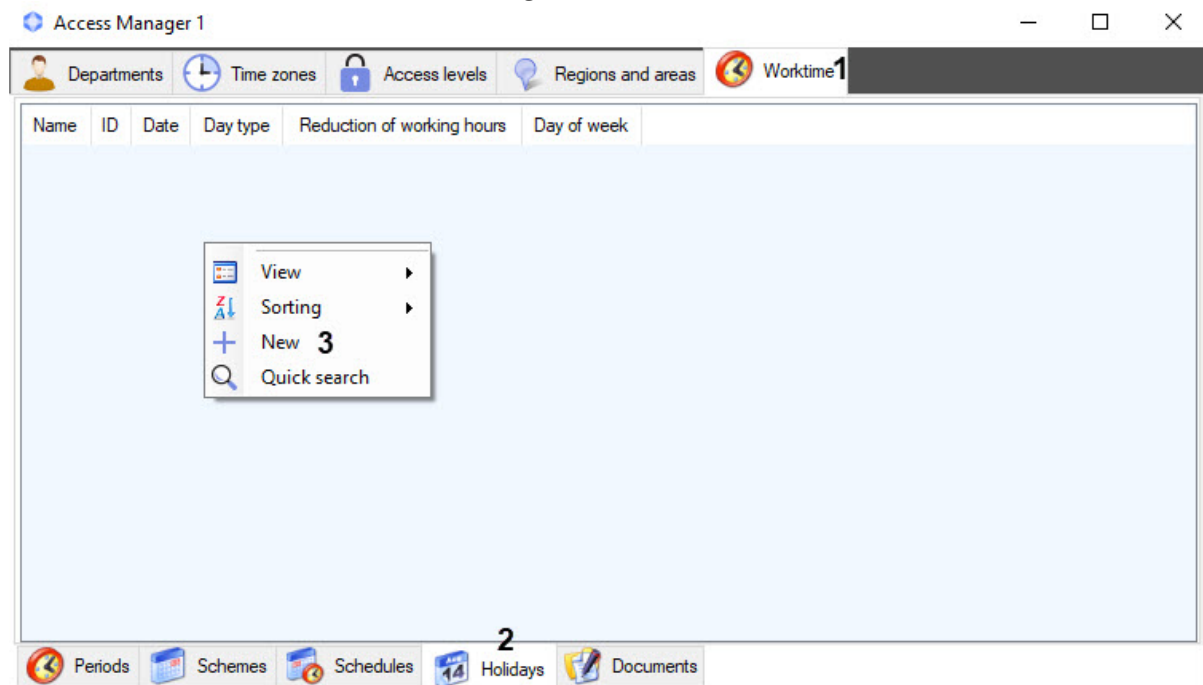 Access Manager 1
Departments Time zones Access levels Regions and areas Worktime 1
Name ID Date Day type Reduction of working hours Day of week
View
Sorting
New 3
Quick search
2
Periods Schemes Schedules Holidays Documents